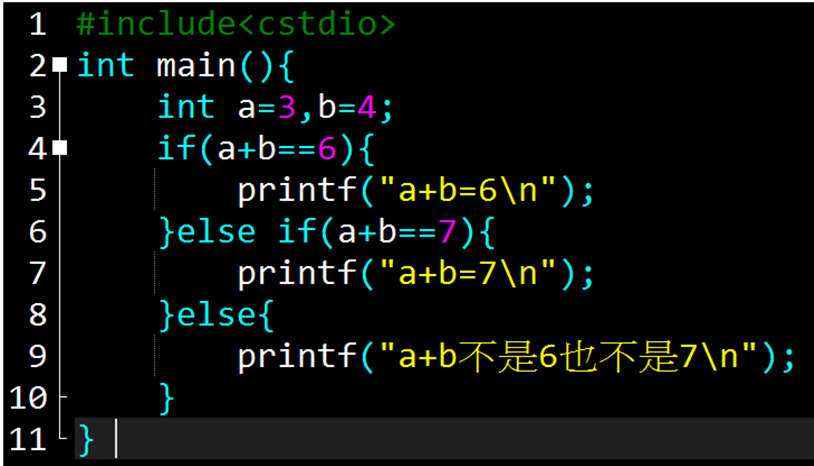 1 #include<cstdio>
2 int main(){
3     int a=3,b=4;
4     if(a+b==6){
5         printf("a+b=6\n");
6     }else if(a+b==7){
7         printf("a+b=7\n");
8     }else{
9         printf("a+b不是6也不是7\n");
10     }
11 }